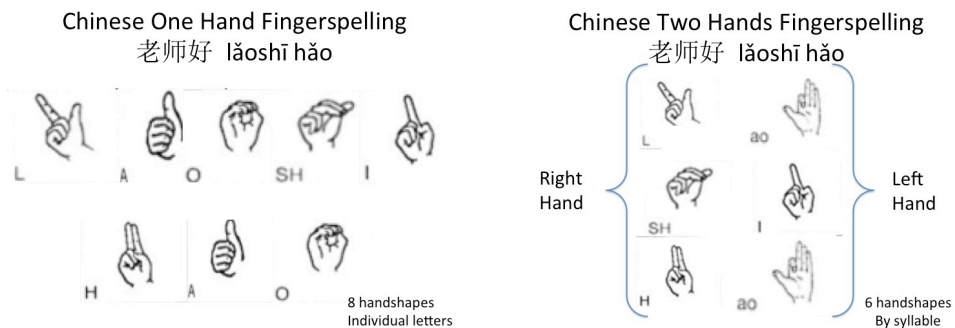 Chinese One Hand Fingerspelling
老师好 lǎoshī hǎo
L A O SH I
H A O
8 handshapes
Individual letters
Chinese Two Hands Fingerspelling
老师好 lǎoshī hǎo
Right
Hand
L ao
SH I
H ao
Left
Hand
6 handshapes
By syllable